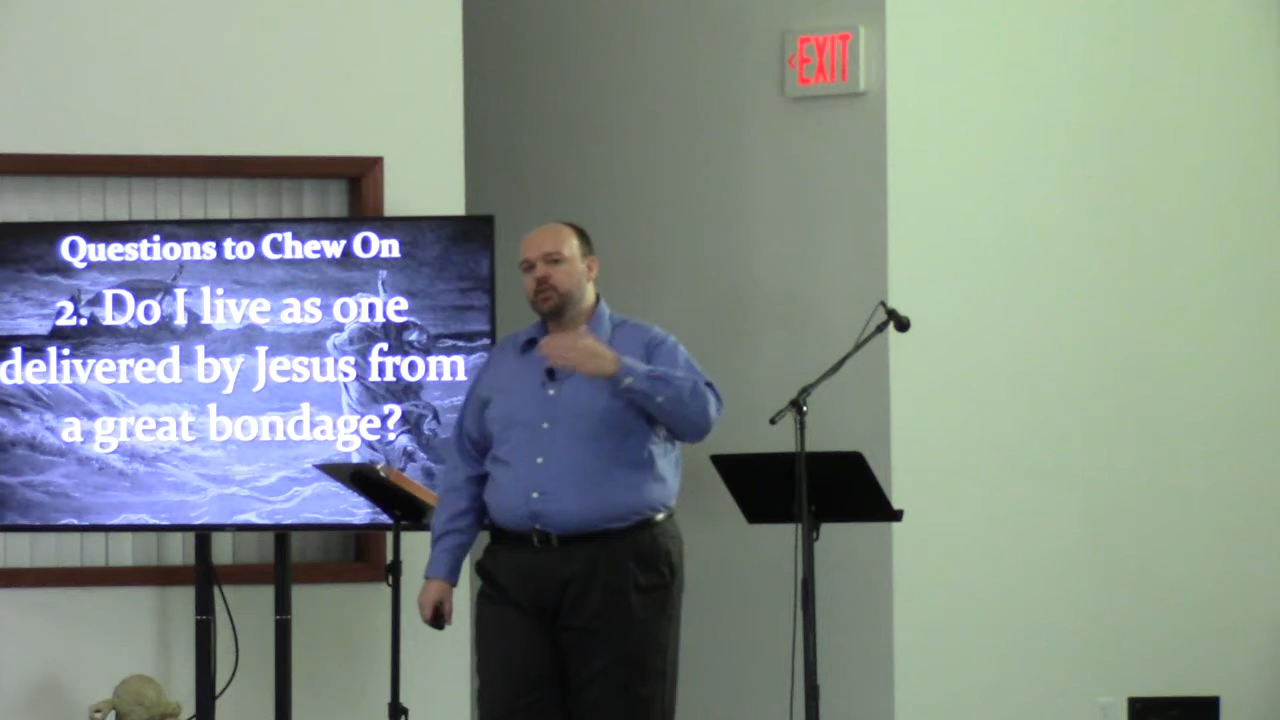 EXIT
Questions to Chew On
2. Do I live as one
delivered by Jesus from
a great bondage?